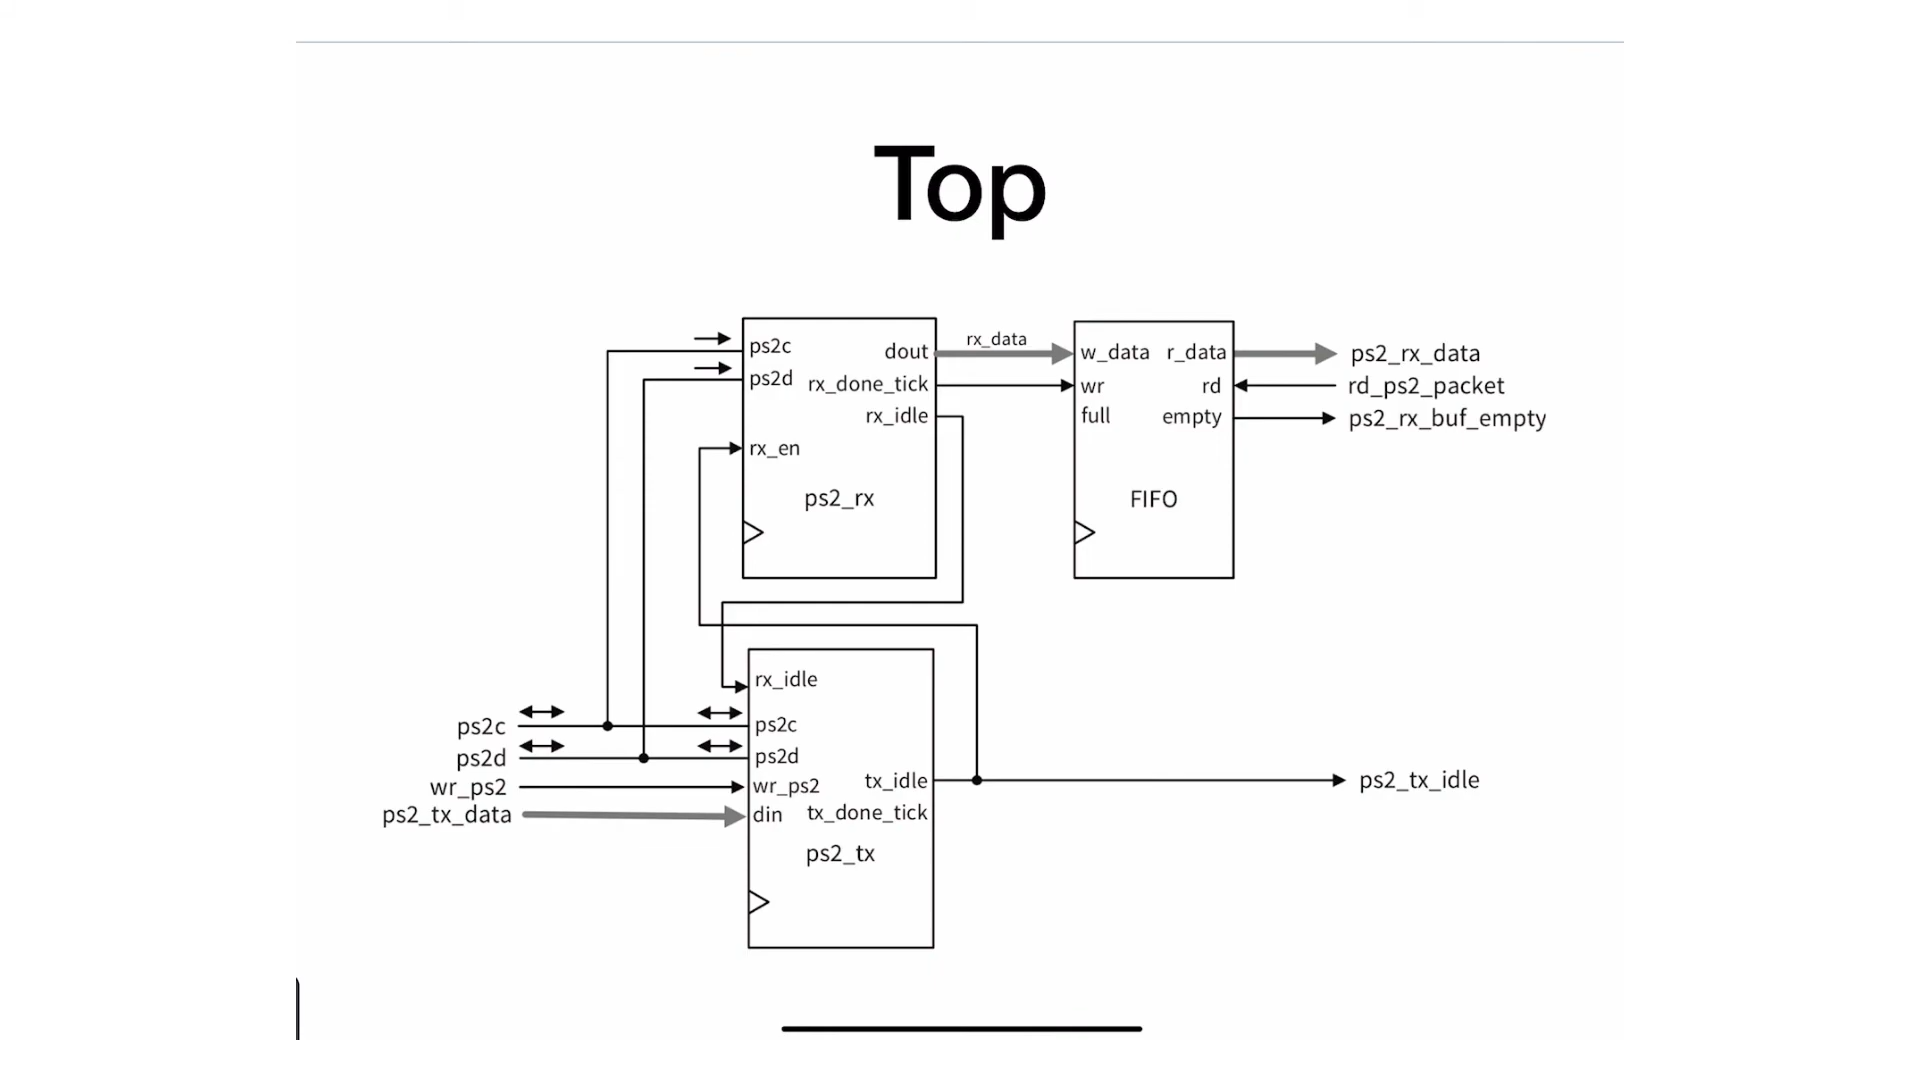 Top
ps2c
ps2d
rx_en
dout
rx_done_tick
rx_idle
ps2_rx
rx_data
w_data
wr
full
r_data
rd
empty
FIFO
ps2_rx_data
rd_ps2_packet
ps2_rx_buf_empty
ps2c
ps2d
wr_ps2
ps2_tx_data
rx_idle
ps2c
ps2d
wr_ps2
din
tx_idle
tx_done_tick
ps2_tx
ps2_tx_idle